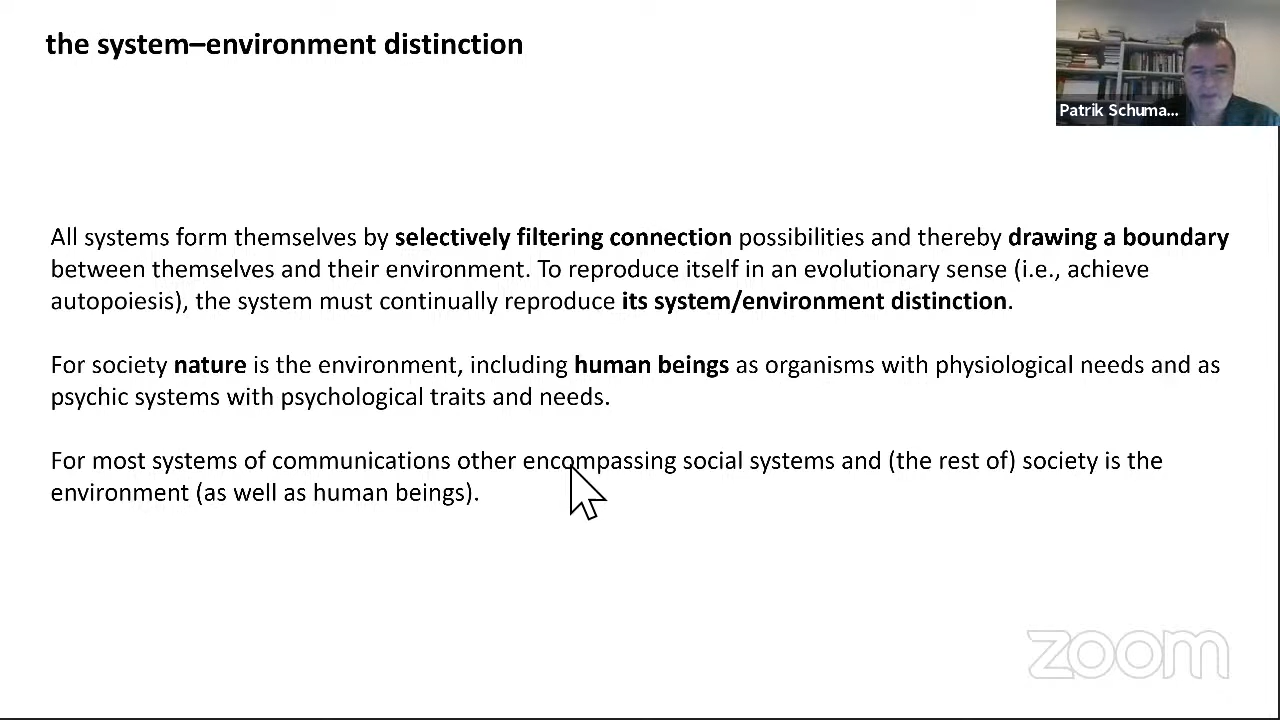 the system–environment distinction
Patrik Schuma...
All systems form themselves by selectively filtering connection possibilities and thereby drawing a boundary
between themselves and their environment. To reproduce itself in an evolutionary sense (i.e., achieve
autopoiesis), the system must continually reproduce its system/environment distinction.
For society nature is the environment, including human beings as organisms with physiological needs and as
psychic systems with psychological traits and needs.
For most systems of communications other encompassing social systems and (the rest of) society is the
environment (as well as human beings).
zoom